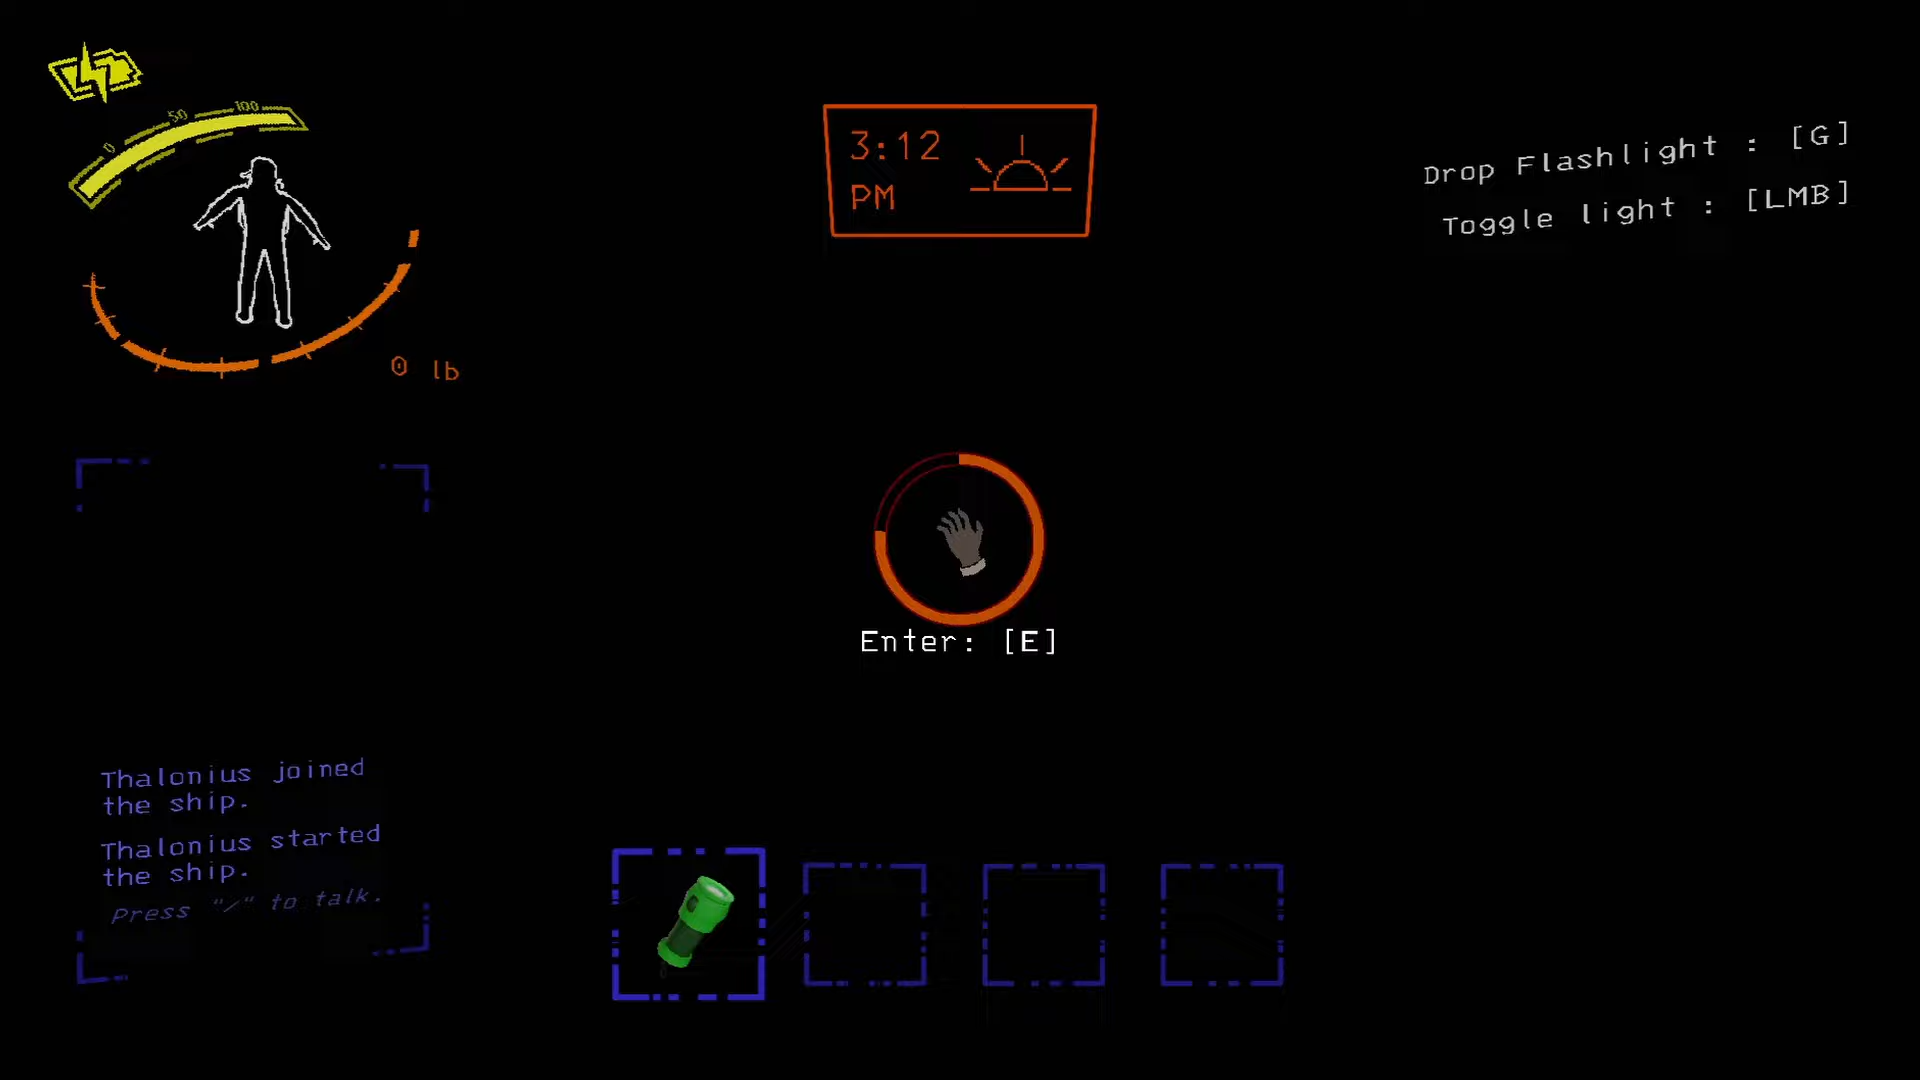 0 50 100
3:12
PM
Drop Flashlight : [G]
Toggle light : [LMB]
0 lb
Enter: [E]
Thalonius joined
the ship.
Thalonius started
the ship.
Press "/" to talk.